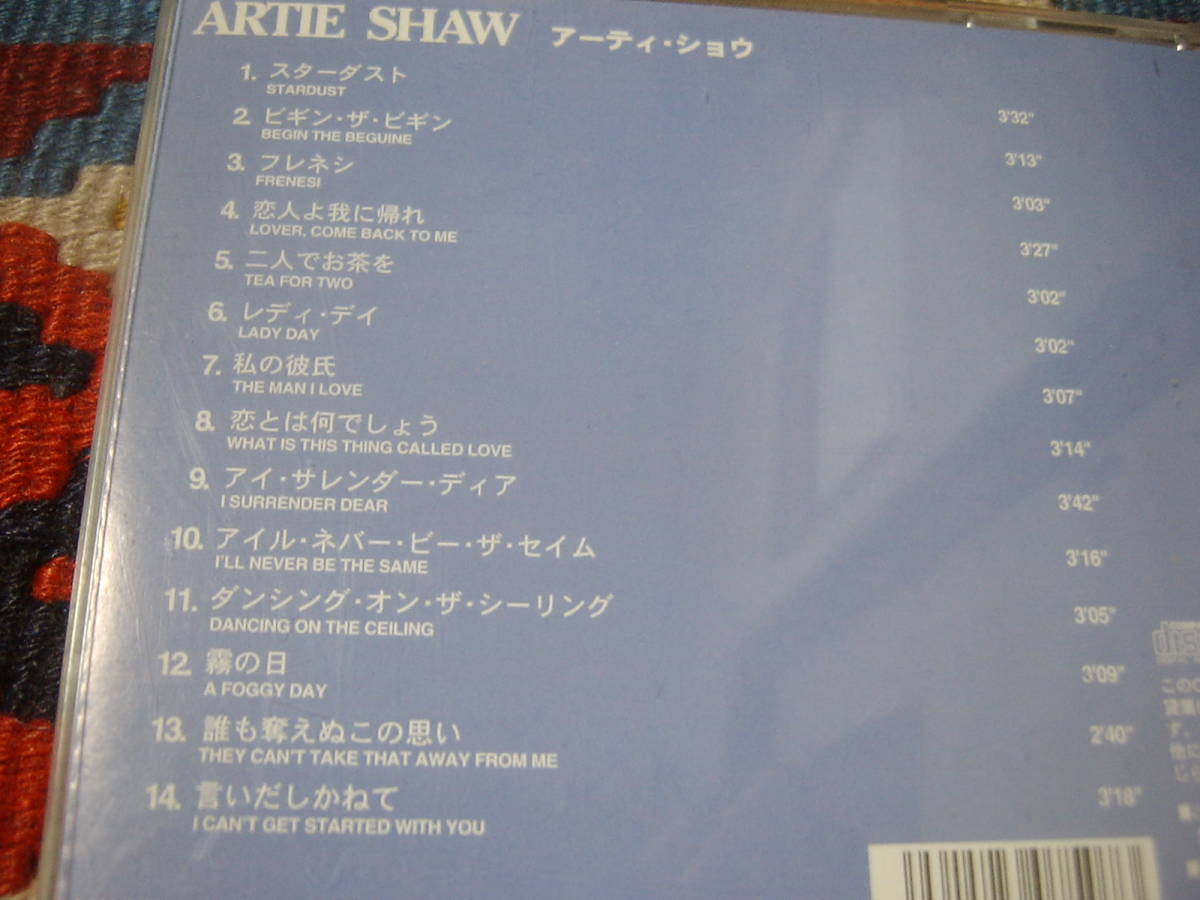 ARTIE SHAW アーティ・ショウ
1. スターダスト
STARDUST 3'32"
2. ビギン・ザ・ビギン
BEGIN THE BEGUINE 3'13"
3. フレネシ
FRENESI 3'03"
4. 恋人よ我に帰れ
LOVER, COME BACK TO ME 3'27"
5. 二人でお茶を
TEA FOR TWO 3'02"
6. レディ・デイ
LADY DAY 3'02"
7. 私の彼氏
THE MAN I LOVE 3'07"
8. 恋とは何でしょう
WHAT IS THIS THING CALLED LOVE 3'14"
9. アイ・サレンダー・ディア
I SURRENDER DEAR 3'42"
10. アイル・ネバー・ビー・ザ・セイム
I'LL NEVER BE THE SAME 3'16"
11. ダンシング・オン・ザ・シーリング
DANCING ON THE CEILING 3'05"
12. 霧の日
A FOGGY DAY 3'09"
13. 誰も奪えぬこの思い
THEY CAN'T TAKE THAT AWAY FROM ME 2'40"
14. 言いだしかねて
I CAN'T GET STARTED WITH YOU 3'18"